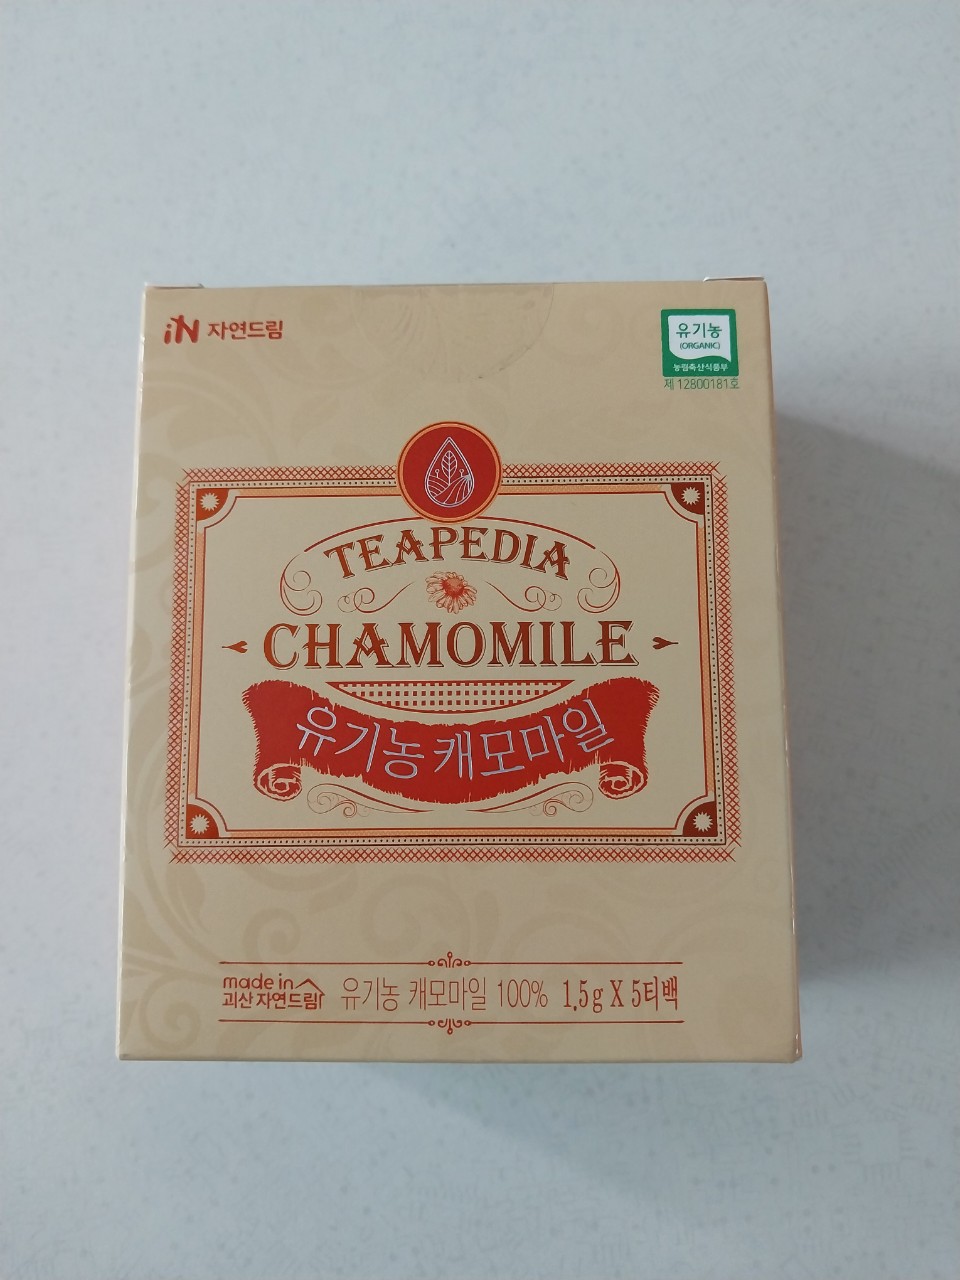 iN 자연드림
유기농
(ORGANIC)
농림축산식품부
제 12800181호
TEAPEDIA
CHAMOMILE
유기농캐모마일
made in
괴산 자연드림
유기농 캐모마일 100% 1.5g X 5티백